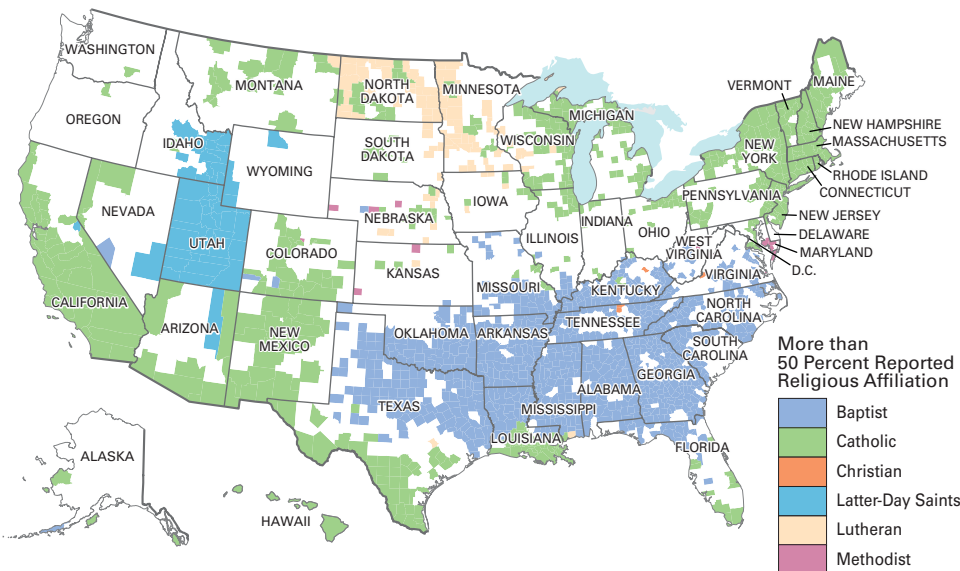 WASHINGTON
OREGON
IDAHO
MONTANA
NORTH
DAKOTA
MINNESOTA
SOUTH
DAKOTA
WYOMING
WISCONSIN
MICHIGAN
VERMONT
MAINE
NEW HAMPSHIRE
MASSACHUSETTS
NEW
YORK
RHODE ISLAND
CONNECTICUT
NEVADA
UTAH
COLORADO
NEBRASKA
IOWA
ILLINOIS
INDIANA
OHIO
PENNSYLVANIA
NEW JERSEY
DELAWARE
MARYLAND
D.C.
WEST
VIRGINIA
VIRGINIA
CALIFORNIA
ARIZONA
NEW
MEXICO
KANSAS
MISSOURI
KENTUCKY
OKLAHOMA
ARKANSAS
TENNESSEE
NORTH
CAROLINA
SOUTH
CAROLINA
TEXAS
LOUISIANA
MISSISSIPPI
ALABAMA
GEORGIA
FLORIDA
ALASKA
HAWAII
More than
50 Percent Reported
Religious Affiliation
Baptist
Catholic
Christian
Latter-Day Saints
Lutheran
Methodist